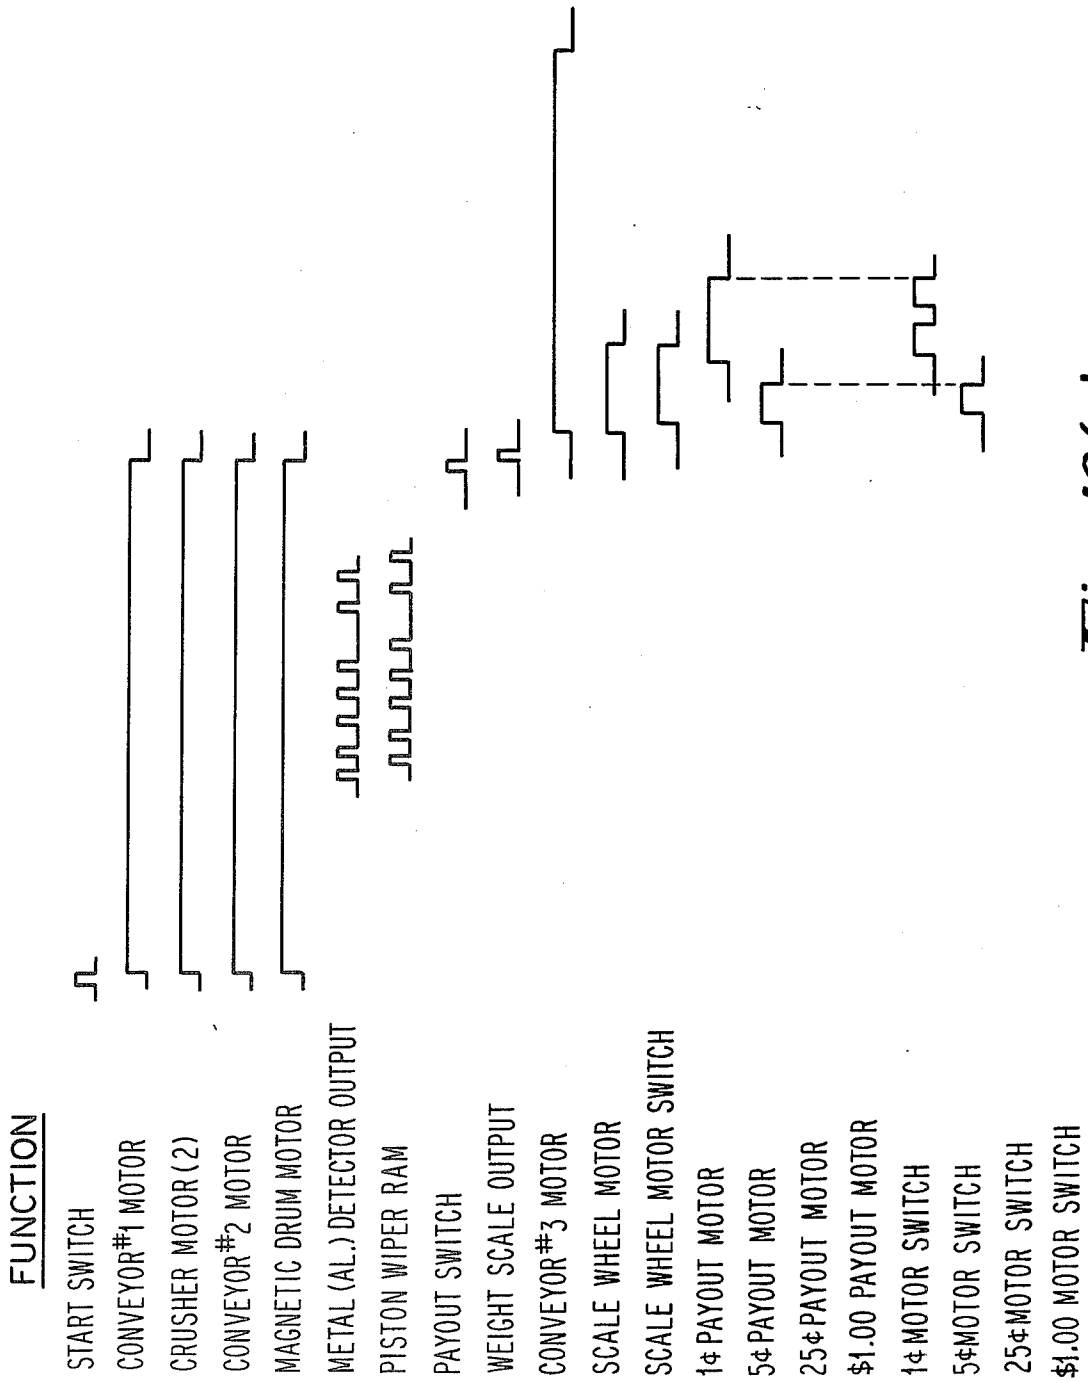 FUNCTION
START SWITCH
CONVEYOR #1 MOTOR
CRUSHER MOTOR (2)
CONVEYOR #2 MOTOR
MAGNETIC DRUM MOTOR
METAL (AL.) DETECTOR OUTPUT
PISTON WIPER RAM
PAYOUT SWITCH
WEIGHT SCALE OUTPUT
CONVEYOR #3 MOTOR
SCALE WHEEL MOTOR
SCALE WHEEL MOTOR SWITCH
1¢ PAYOUT MOTOR
5¢ PAYOUT MOTOR
25¢ PAYOUT MOTOR
$1.00 PAYOUT MOTOR
1¢ MOTOR SWITCH
5¢ MOTOR SWITCH
25¢ MOTOR SWITCH
$1.00 MOTOR SWITCH